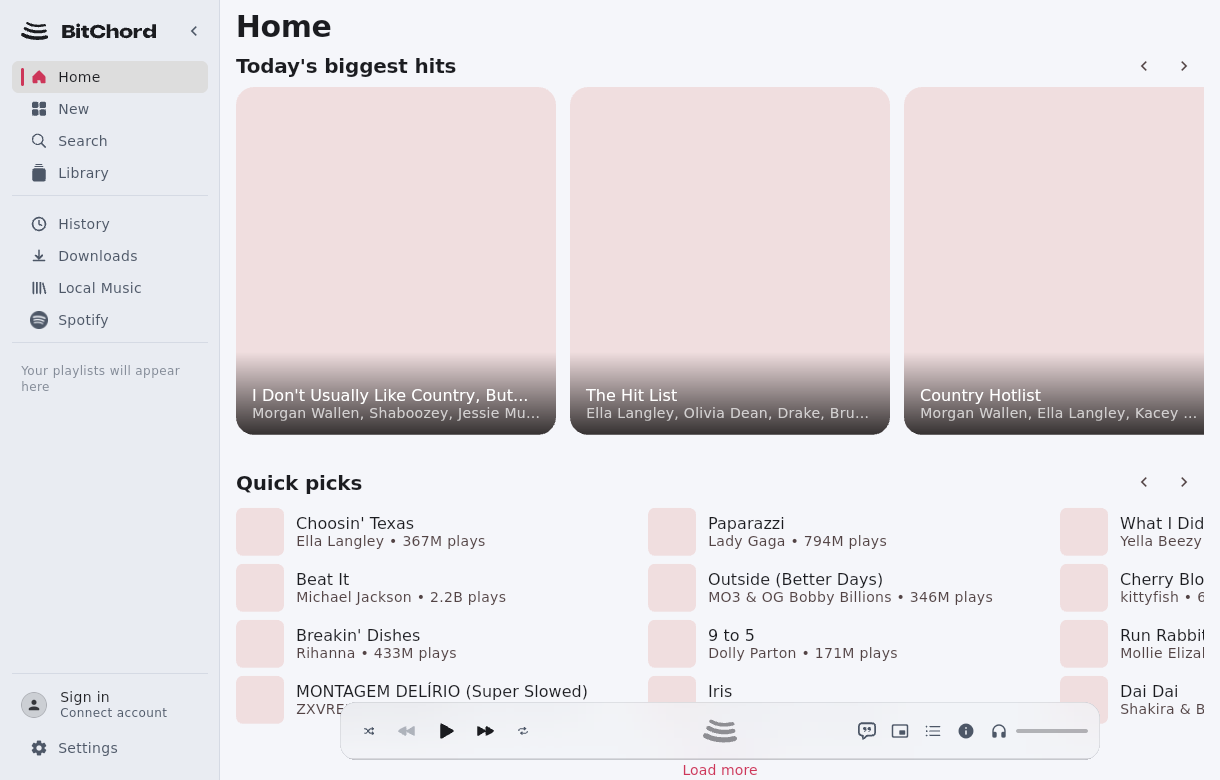 BitChord
Home
New
Search
Library
History
Downloads
Local Music
Spotify
Your playlists will appear
here
Sign in
Connect account
Settings
Home
Today's biggest hits
I Don't Usually Like Country, But...
Morgan Wallen, Shaboozey, Jessie Mu...
The Hit List
Ella Langley, Olivia Dean, Drake, Bru...
Country Hotlist
Morgan Wallen, Ella Langley, Kacey ...
Quick picks
Choosin' Texas
Ella Langley • 367M plays
Beat It
Michael Jackson • 2.2B plays
Breakin' Dishes
Rihanna • 433M plays
MONTAGEM DELÍRIO (Super Slowed)
ZXVRE
Paparazzi
Lady Gaga • 794M plays
Outside (Better Days)
MO3 & OG Bobby Billions • 346M plays
9 to 5
Dolly Parton • 171M plays
Iris
What I Did
Yella Beezy
Cherry Blo
kittyfish • 6
Run Rabbit
Mollie Elizal
Dai Dai
Shakira & B
Load more